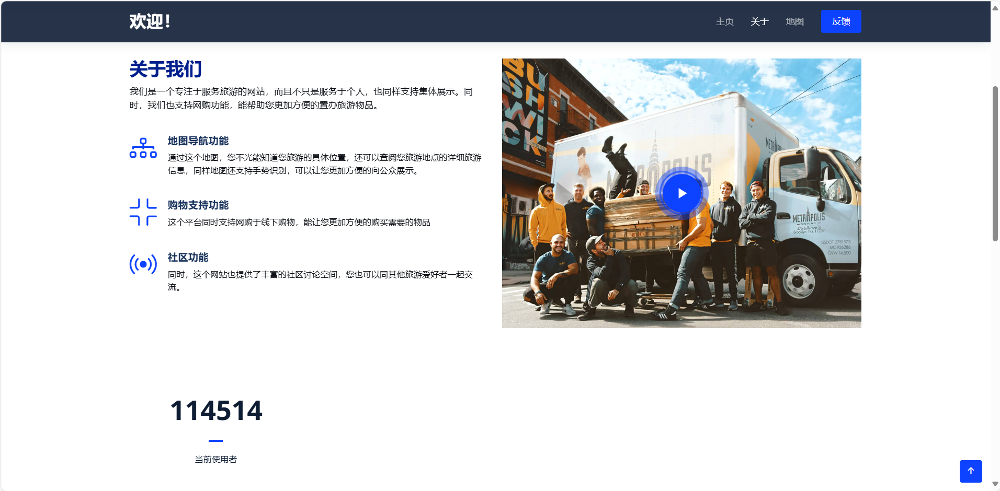 欢迎！
主页
关于
地图
反馈
关于我们
我们是一个专注于服务旅游的网站，而且不只是服务于个人，也同样支持集体展示。同
时，我们也支持网购功能，能帮助您更加方便的置办旅游物品。
地图导航功能
通过这个地图，您不光能知道您旅游的具体位置，还可以查阅您旅游地点的详细旅游
信息，同样地图还支持手势识别，可以让您更加方便的向公众展示。
购物支持功能
这个平台同时支持网购于线下购物，能让您更加方便的购买需要的物品
社区功能
同时，这个网站也提供了丰富的社区讨论空间，您也可以同其他旅游爱好者一起交
流。
BUSHWICK
METROPOLIS
METROPOLIS
METROPOLIS
MOVING
476 Jefferson St
Brooklyn NY, 11237
USDOT 2781573
MC 926286
GVW 14,500
114514
当前使用者